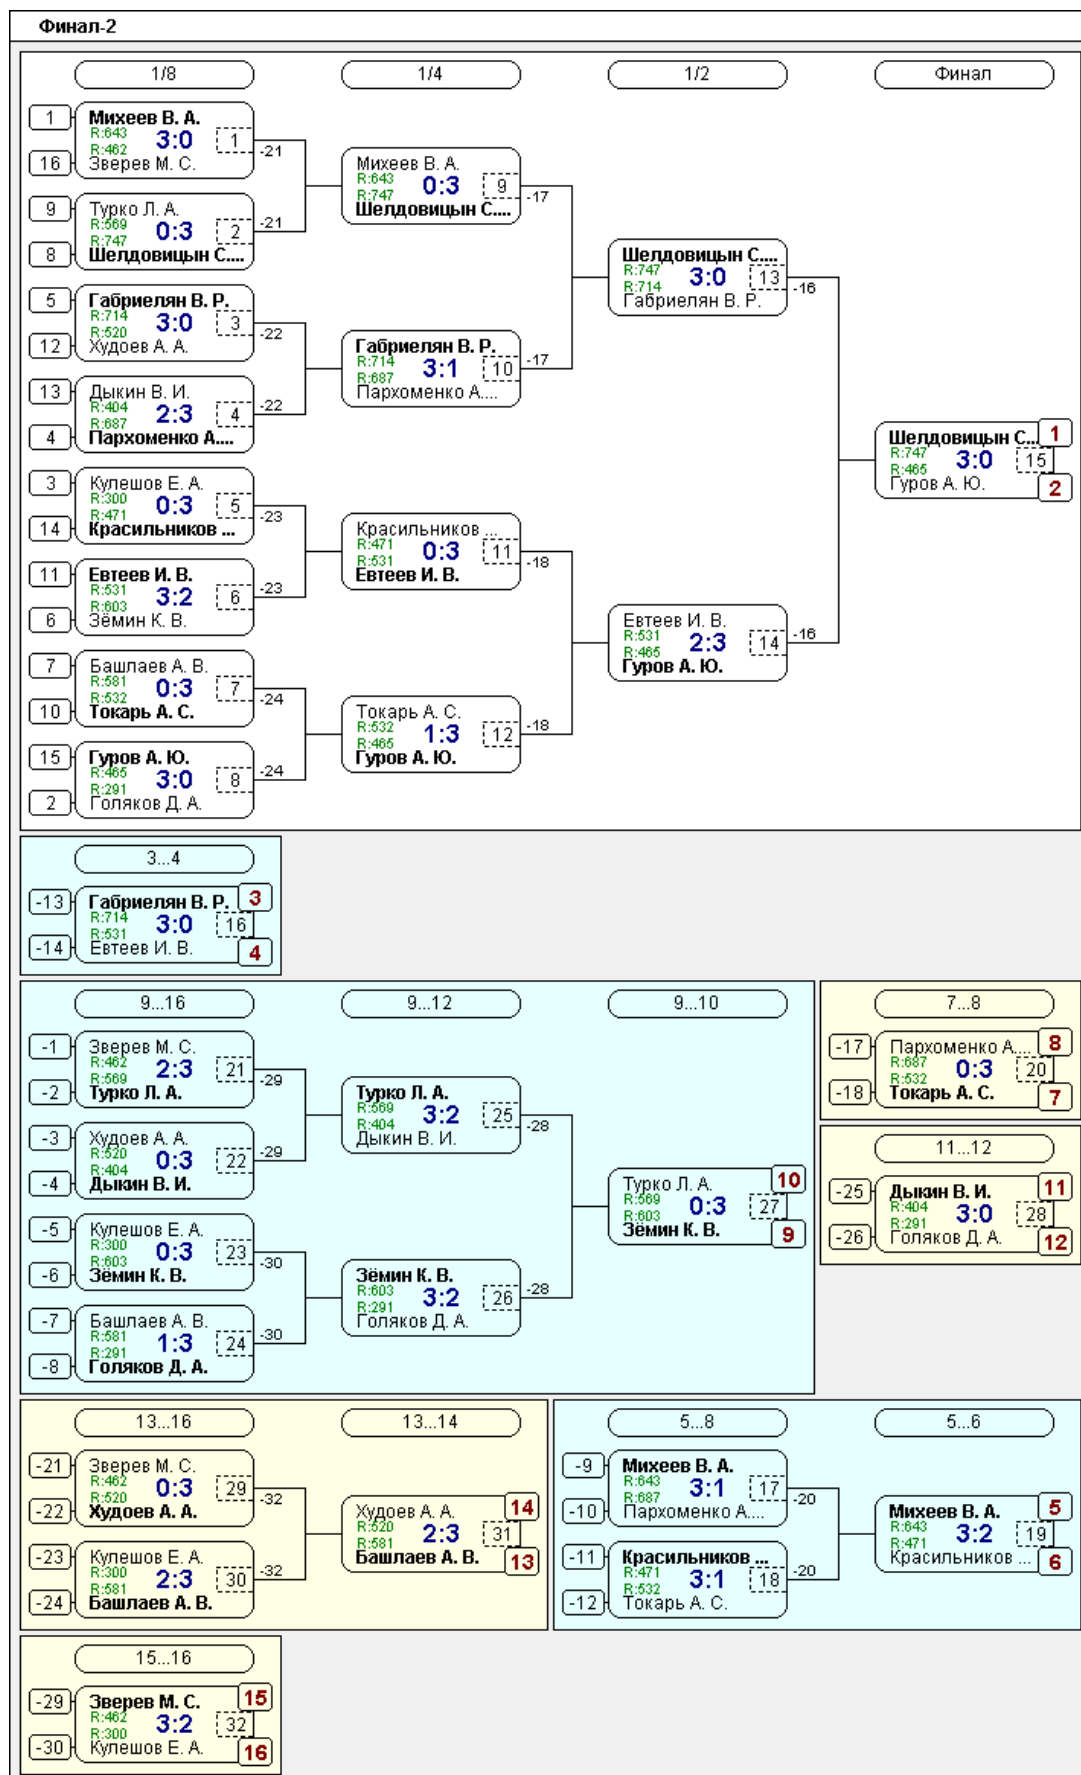 Финал-2
1/8 1/4 1/2 Финал
1 Михеев В. А.
R:643 3:0 1
R:462
16 Зверев М. С.
-21
9 Турко Л. А.
R:569 0:3 2
R:747
8 Шелдовицын С....
-21
5 Габриелян В. Р.
R:714 3:0 3
R:520
12 Худоев А. А.
-22
13 Дыкин В. И.
R:404 2:3 4
R:687
4 Пархоменко А....
-22
3 Кулешов Е. А.
R:300 0:3 5
R:471
14 Красильников ...
-23
11 Евтеев И. В.
R:531 3:2 6
R:603
6 Зёмин К. В.
-23
7 Башлаев А. В.
R:581 0:3 7
R:532
10 Токарь А. С.
-24
15 Гуров А. Ю.
R:465 3:0 8
R:291
2 Голяков Д. А.
-24
Михеев В. А.
R:643 0:3 9
R:747
Шелдовицын С....
-17
Габриелян В. Р.
R:714 3:1 10
R:687
Пархоменко А....
-17
Красильников ...
R:471 0:3 11
R:531
Евтеев И. В.
-18
Токарь А. С.
R:532 1:3 12
R:465
Гуров А. Ю.
-18
Шелдовицын С....
R:747 3:0 13
R:714
Габриелян В. Р.
-16
Евтеев И. В.
R:531 2:3 14
R:465
Гуров А. Ю.
-16
Шелдовицын С... 1
R:747 3:0 15
R:465
Гуров А. Ю. 2
3...4
-13 Габриелян В. Р. 3
R:714 3:0 16
R:531
-14 Евтеев И. В. 4
9...16 9...12 9...10
-1 Зверев М. С.
R:462 2:3 21
R:569
-2 Турко Л. А.
-29
-3 Худоев А. А.
R:520 0:3 22
R:404
-4 Дыкин В. И.
-29
-5 Кулешов Е. А.
R:300 0:3 23
R:603
-6 Зёмин К. В.
-30
-7 Башлаев А. В.
R:581 1:3 24
R:291
-8 Голяков Д. А.
-30
Турко Л. А.
R:569 3:2 25
R:404
Дыкин В. И.
-28
Зёмин К. В.
R:603 3:2 26
R:291
Голяков Д. А.
-28
Турко Л. А. 10
R:569 0:3 27
R:603
Зёмин К. В. 9
7...8
-17 Пархоменко А.... 8
R:687 0:3 20
R:532
-18 Токарь А. С. 7
11...12
-25 Дыкин В. И. 11
R:404 3:0 28
R:291
-26 Голяков Д. А. 12
13...16 13...14
-21 Зверев М. С.
R:462 0:3 29
R:520
-22 Худоев А. А.
-32
-23 Кулешов Е. А.
R:300 2:3 30
R:581
-24 Башлаев А. В.
-32
Худоев А. А. 14
R:520 2:3 31
R:581
Башлаев А. В. 13
5...8 5...6
-9 Михеев В. А.
R:643 3:1 17
R:687
-10 Пархоменко А....
-20
-11 Красильников ...
R:471 3:1 18
R:532
-12 Токарь А. С.
-20
Михеев В. А. 5
R:643 3:2 19
R:471
Красильников ... 6
15...16
-29 Зверев М. С. 15
R:462 3:2 32
R:300
-30 Кулешов Е. А. 16